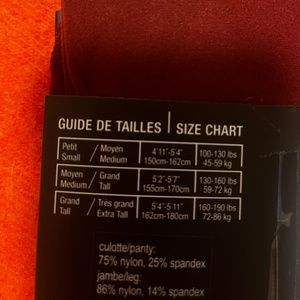 GUIDE DE TAILLES | SIZE CHART
Petit / Moyen 4'11"-5'4" 100-130 lbs
Small / Medium 150cm-162cm 45-59 kg
Moyen / Grand 5'2"-5'7" 130-160 lbs
Medium / Tall 155cm-170cm 59-72 kg
Grand / Très grand 5'4"-5'11" 160-190 lbs
Tall / Extra Tall 162cm-180cm 72-86 kg
culotte/panty:
75% nylon, 25% spandex
jambe/leg:
86% nylon, 14% spandex